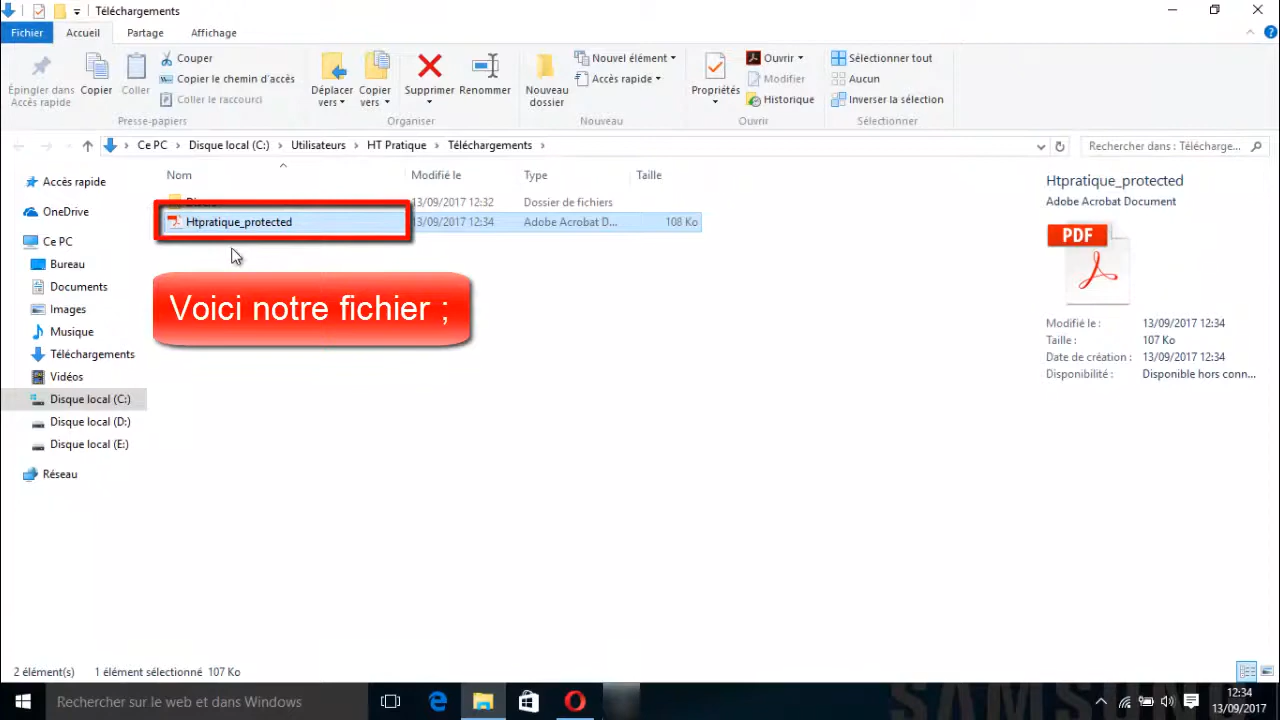 Téléchargements
Fichier Accueil Partage Affichage
Épingler dans
Accès rapide
Copier
Coller
Couper
Copier le chemin d'accès
Coller le raccourci
Presse-papiers
Déplacer
vers
Copier
vers
Supprimer
Renommer
Organiser
Nouveau
dossier
Nouvel élément
Accès rapide
Nouveau
Propriétés
Ouvrir
Modifier
Historique
Ouvrir
Sélectionner tout
Aucun
Inverser la sélection
Sélectionner
Ce PC Disque local (C:) Utilisateurs HT Pratique Téléchargements
Rechercher dans : Télécharge...
Accès rapide
OneDrive
Ce PC
Bureau
Documents
Images
Musique
Téléchargements
Vidéos
Disque local (C:)
Disque local (D:)
Disque local (E:)
Réseau
Nom Modifié le Type Taille
13/09/2017 12:32 Dossier de fichiers
Htpratique_protected 13/09/2017 12:34 Adobe Acrobat D... 108 Ko
Voici notre fichier ;
Htpratique_protected
Adobe Acrobat Document
PDF
Modifié le : 13/09/2017 12:34
Taille : 107 Ko
Date de création : 13/09/2017 12:34
Disponibilité : Disponible hors conn...
2 élément(s) 1 élément sélectionné 107 Ko
Rechercher sur le web et dans Windows
12:34
13/09/2017